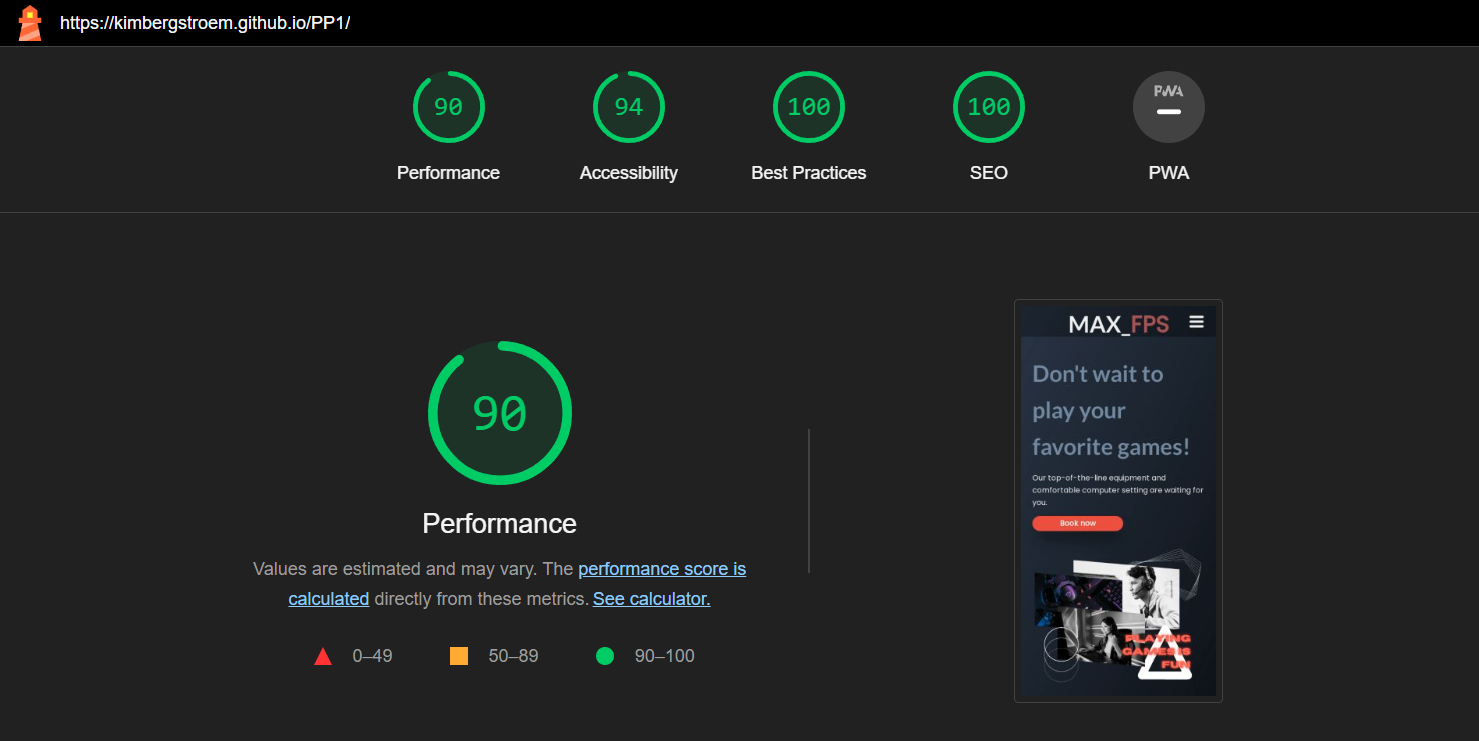 https://kimbergstroem.github.io/PP1/
90
94
100
100
PWA
Performance
Accessibility
Best Practices
SEO
PWA
90
Performance
Values are estimated and may vary. The performance score is
calculated directly from these metrics. See calculator.
0–49
50–89
90–100
MAX_FPS
Don't wait to
play your
favorite games!
Our top-of-the-line equipment and
comfortable computer setting are waiting for
you.
Book now
PLAYING
GAMES IS
FUN